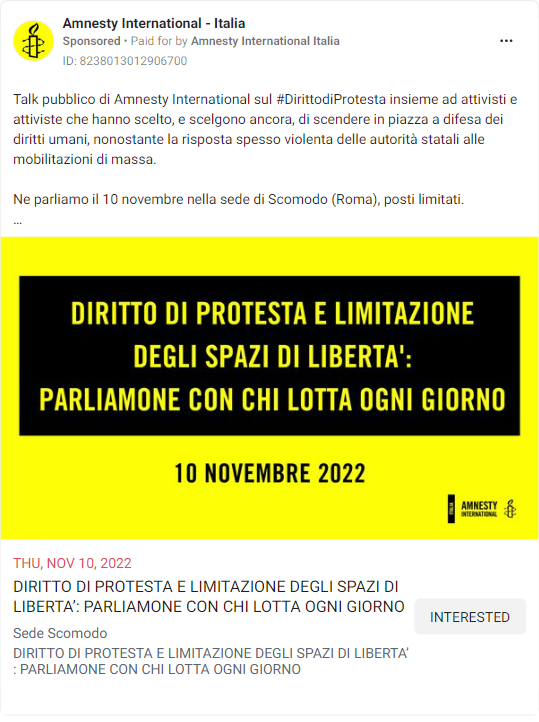 Amnesty International - Italia
Sponsored • Paid for by Amnesty International Italia
ID: 8238013012906700
Talk pubblico di Amnesty International sul #DirittodiProtesta insieme ad attivisti e
attiviste che hanno scelto, e scelgono ancora, di scendere in piazza a difesa dei
diritti umani, nonostante la risposta spesso violenta delle autorità statali alle
mobilitazioni di massa.
Ne parliamo il 10 novembre nella sede di Scomodo (Roma), posti limitati.
...
DIRITTO DI PROTESTA E LIMITAZIONE
DEGLI SPAZI DI LIBERTA':
PARLIAMONE CON CHI LOTTA OGNI GIORNO
10 NOVEMBRE 2022
ITALIA
AMNESTY
INTERNATIONAL
THU, NOV 10, 2022
DIRITTO DI PROTESTA E LIMITAZIONE DEGLI SPAZI DI
LIBERTA’: PARLIAMONE CON CHI LOTTA OGNI GIORNO
INTERESTED
Sede Scomodo
DIRITTO DI PROTESTA E LIMITAZIONE DEGLI SPAZI DI LIBERTA’
: PARLIAMONE CON CHI LOTTA OGNI GIORNO